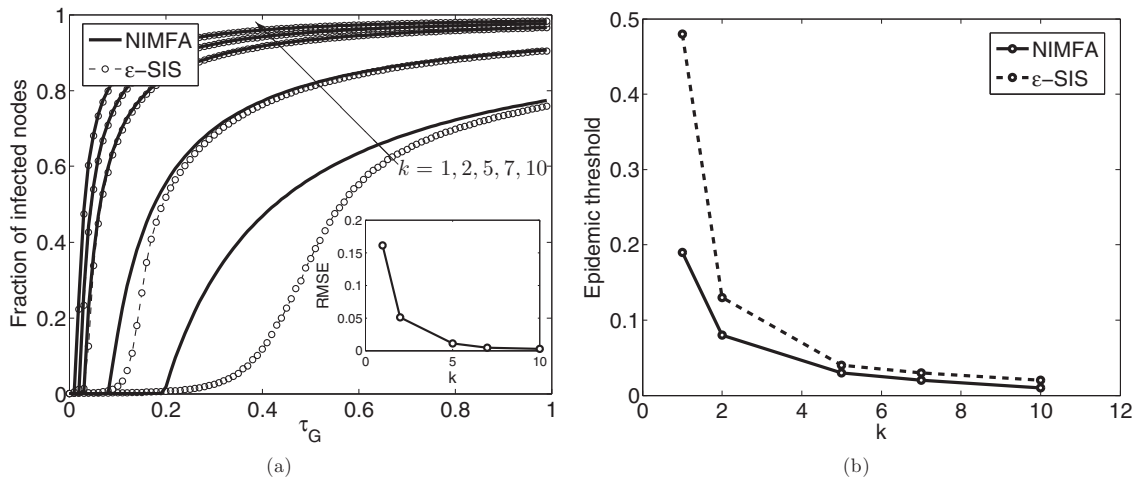 1
0.8
0.6
0.4
0.2
0
Fraction of infected nodes
NIMFA
ε−SIS
k = 1, 2, 5, 7, 10
0.2
0.15
0.1
0.05
0
RMSE
0 5 10
k
0 0.2 0.4 0.6 0.8 1
τG
(a)
0.5
0.4
0.3
0.2
0.1
0
Epidemic threshold
NIMFA
ε−SIS
0 2 4 6 8 10 12
k
(b)